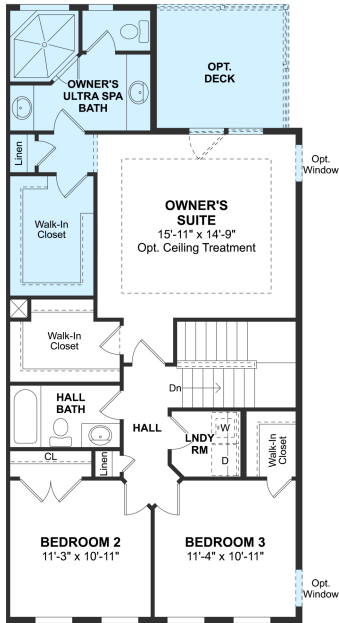 OPT.
DECK
OWNER'S
ULTRA SPA
BATH
Linen
Opt.
Window
Walk-In
Closet
OWNER'S
SUITE
15'-11" x 14'-9"
Opt. Ceiling Treatment
Walk-In
Closet
Dn
HALL
BATH
HALL
LNDY
RM
W
D
Walk-In
Closet
CL
Linen
BEDROOM 2
11'-3" x 10'-11"
BEDROOM 3
11'-4" x 10'-11"
Opt.
Window